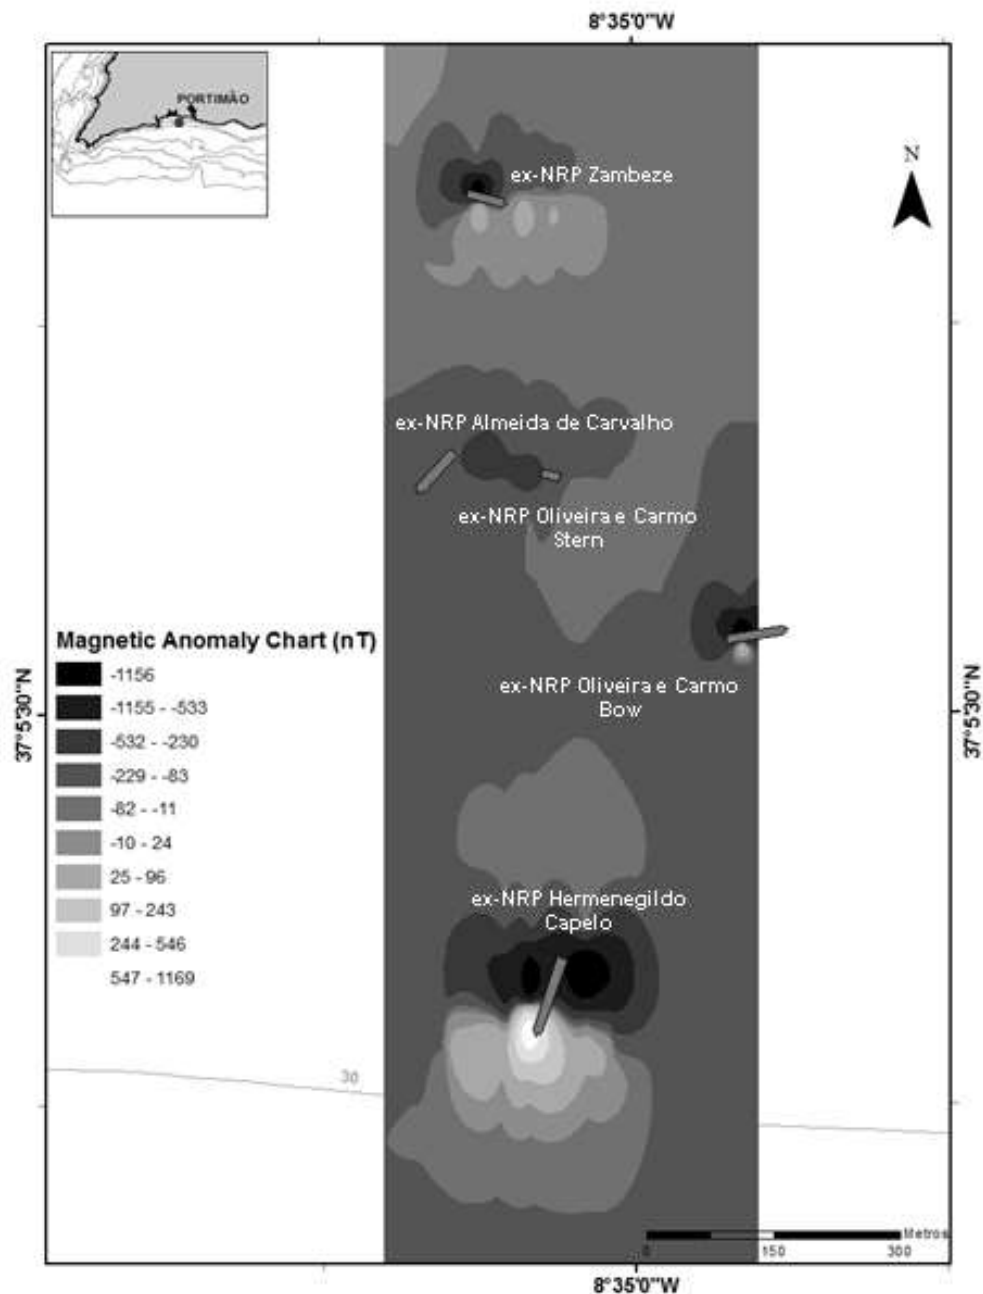 8°35'0"W
PORTIMÃO
N
ex-NRP Zambeze
ex-NRP Almeida de Carvalho
ex-NRP Oliveira e Carmo
Stern
Magnetic Anomaly Chart (nT)
-1156
-1155 - -533
-532 - -230
-229 - -83
-82 - -11
-10 - 24
25 - 96
97 - 243
244 - 546
547 - 1169
37°5'30"N
37°5'30"N
ex-NRP Oliveira e Carmo
Bow
ex-NRP Hermenegildo
Capelo
30
Metros
0 150 300
8°35'0"W